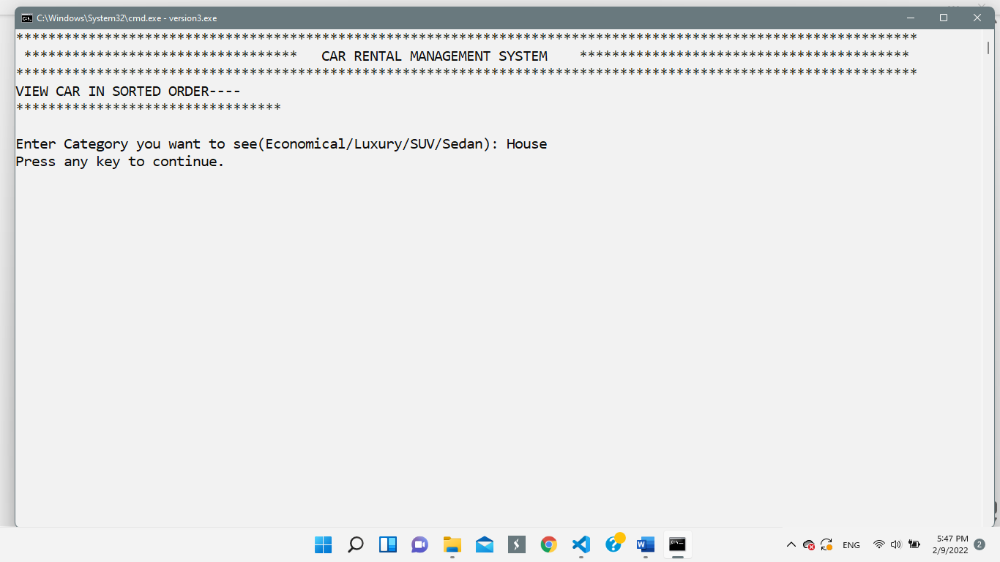 C:\Windows\System32\cmd.exe - version3.exe
****************************************************************************************************************
********************************** CAR RENTAL MANAGEMENT SYSTEM *****************************************
****************************************************************************************************************
VIEW CAR IN SORTED ORDER----
*********************************
Enter Category you want to see(Economical/Luxury/SUV/Sedan): House
Press any key to continue.
ENG
5:47 PM
2/9/2022
2